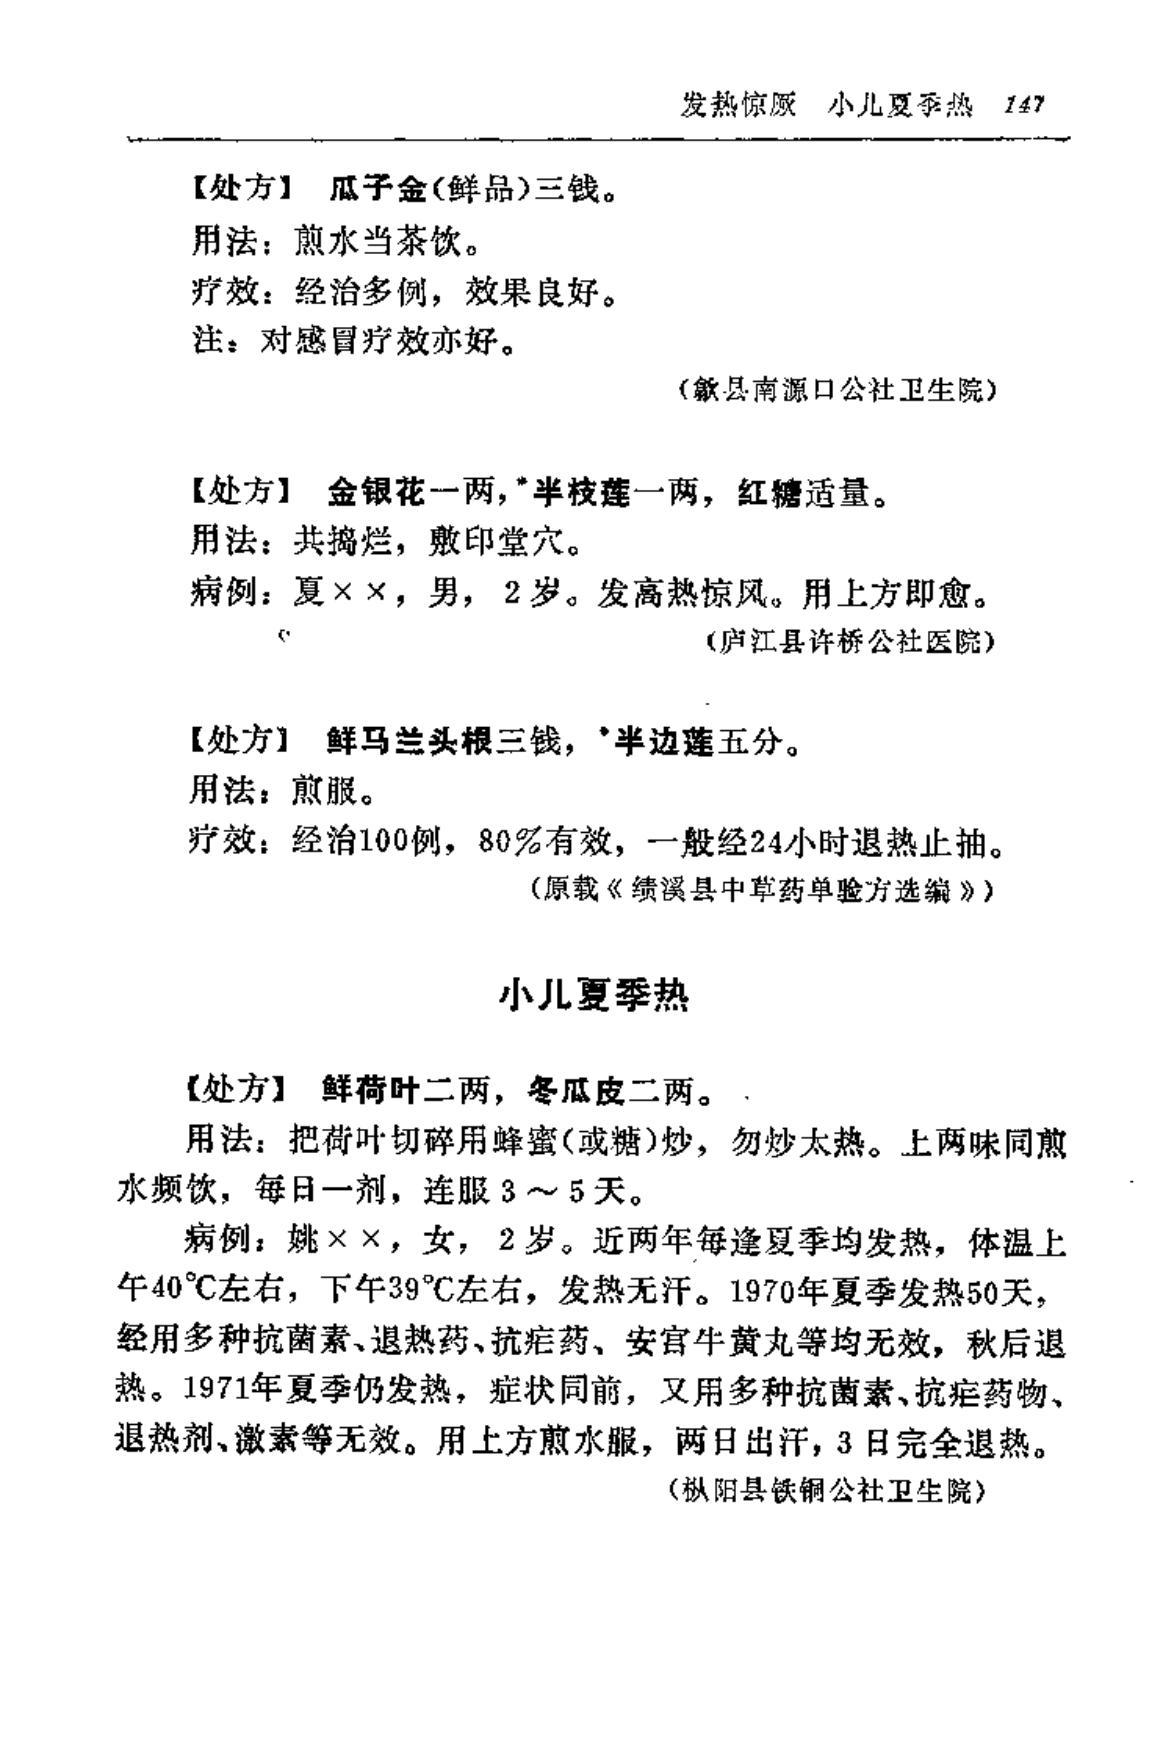 发热惊厥 小儿夏季热 147
【处方】 瓜子金(鲜品)三钱。
用法：煎水当茶饮。
疗效：经治多例，效果良好。
注：对感冒疗效亦好。
(歙县南源口公社卫生院)
【处方】 金银花一两，*半枝莲一两，红糖适量。
用法：共捣烂，敷印堂穴。
病例：夏××，男，2岁。发高热惊风。用上方即愈。
(庐江县许桥公社医院)
【处方】 鲜马兰头根三钱，*半边莲五分。
用法：煎服。
疗效：经治100例，80%有效，一般经24小时退热止抽。
(原载《绩溪县中草药单验方选编》)
小儿夏季热
【处方】 鲜荷叶二两，冬瓜皮二两。
用法：把荷叶切碎用蜂蜜(或糖)炒，勿炒太热。上两味同煎
水频饮，每日一剂，连服3～5天。
病例：姚××，女，2岁。近两年每逢夏季均发热，体温上
午40℃左右，下午39℃左右，发热无汗。1970年夏季发热50天，
经用多种抗菌素、退热药、抗疟药、安宫牛黄丸等均无效，秋后退
热。1971年夏季仍发热，症状同前，又用多种抗菌素、抗疟药物、
退热剂、激素等无效。用上方煎水服，两日出汗，3日完全退热。
(枞阳县铁铜公社卫生院)